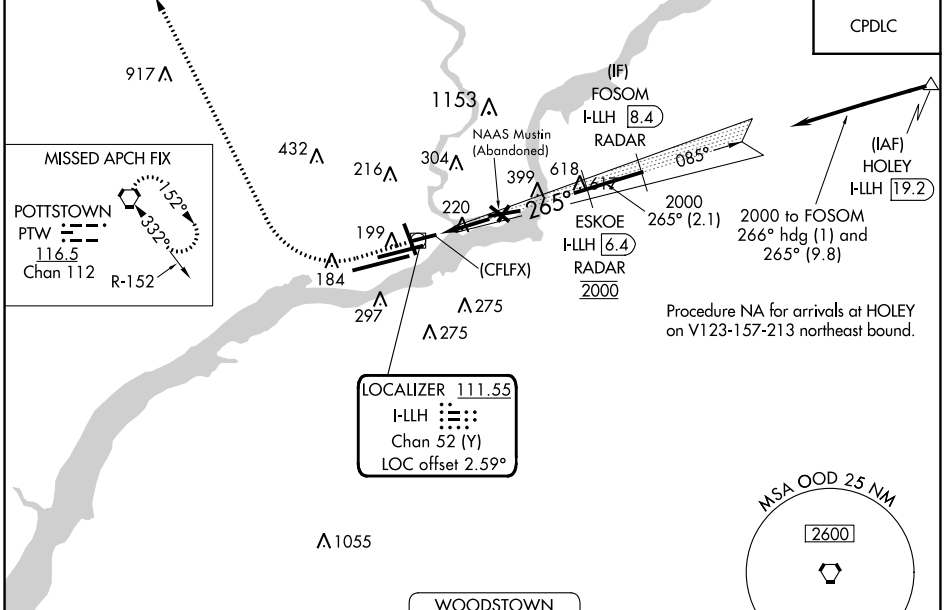 CPDLC
917
1153
432
216
304
NAAS Mustin
(Abandoned)
399
618
220
199
184
297
275
275
1055
(IF)
FOSOM
I-LLH 8.4
RADAR
085°
265°
2000
265° (2.1)
ESKOE
I-LLH 6.4
RADAR
2000
(CFLFX)
(IAF)
HOLEY
I-LLH 19.2
2000 to FOSOM
266° hdg (1) and
265° (9.8)
Procedure NA for arrivals at HOLEY
on V123-157-213 northeast bound.
MISSED APCH FIX
POTTSTOWN
PTW
116.5
Chan 112
152°
332°
R-152
LOCALIZER 111.55
I-LLH
Chan 52 (Y)
LOC offset 2.59°
MSA OOD 25 NM
2600
WOODSTOWN